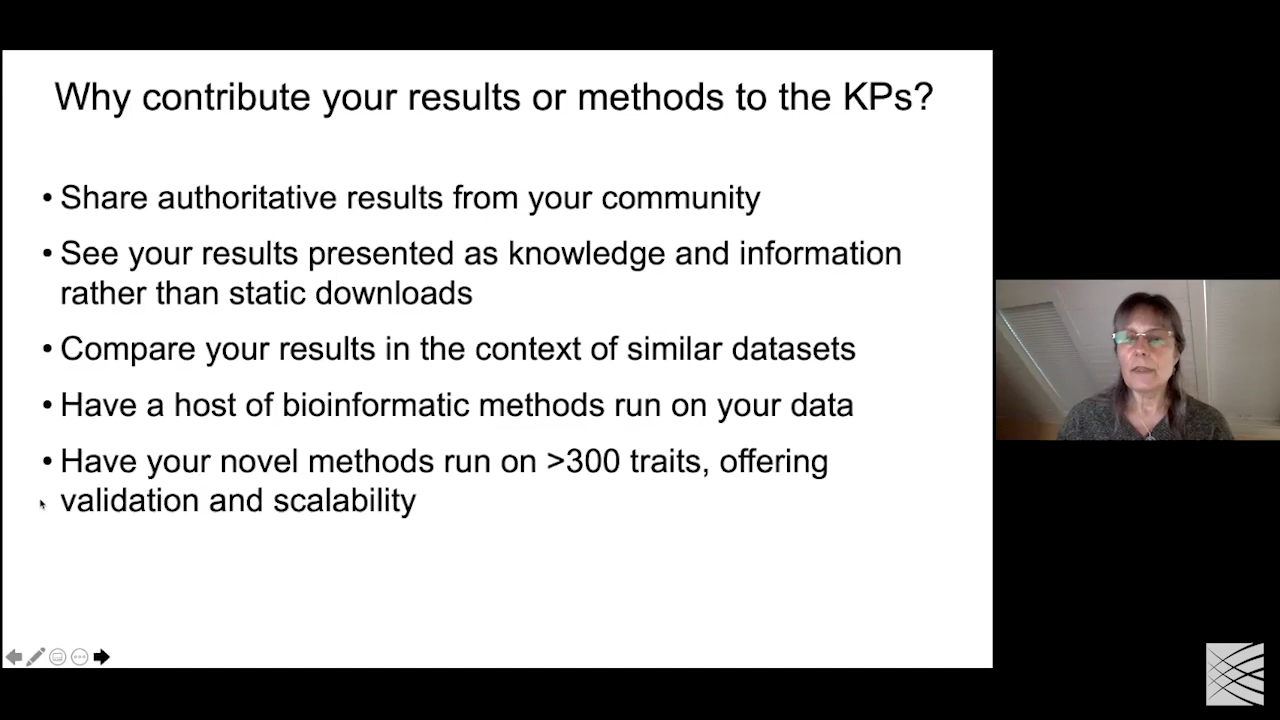 Why contribute your results or methods to the KPs?
• Share authoritative results from your community
• See your results presented as knowledge and information
rather than static downloads
• Compare your results in the context of similar datasets
• Have a host of bioinformatic methods run on your data
• Have your novel methods run on >300 traits, offering
validation and scalability